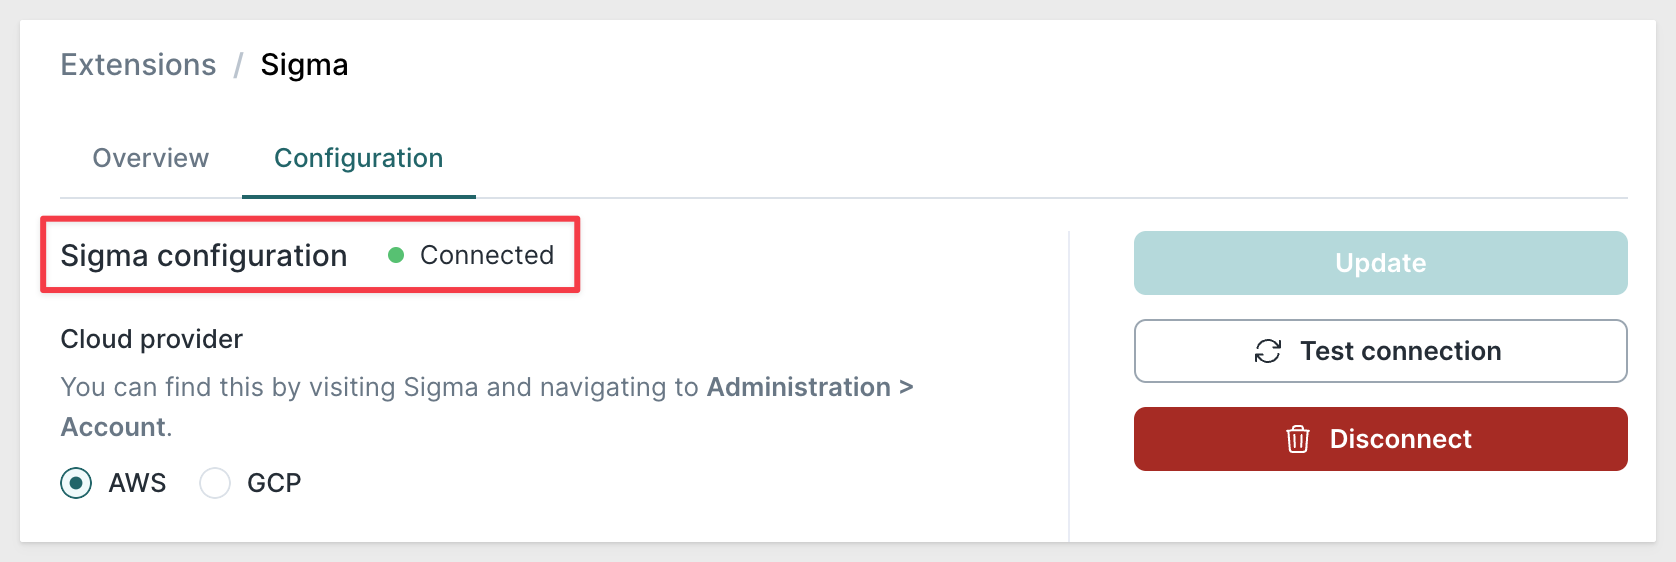 Extensions / Sigma
Overview
Configuration
Sigma configuration
Connected
Cloud provider
You can find this by visiting Sigma and navigating to Administration >
Account.
AWS
GCP
Update
Test connection
Disconnect